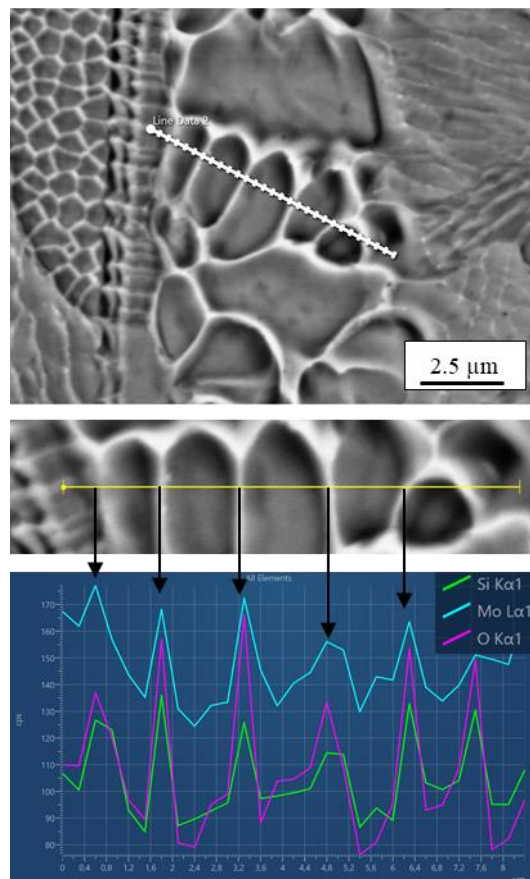 Line Data 2
2.5 µm
All Elements
Si Kα1
Mo Lα1
O Kα1
cps
170
160
150
140
130
120
110
100
90
80
0 0,4 0,8 1,2 1,6 2 2,4 2,8 3,2 3,6 4 4,4 4,8 5,2 5,6 6 6,4 6,8 7,2 7,6 8